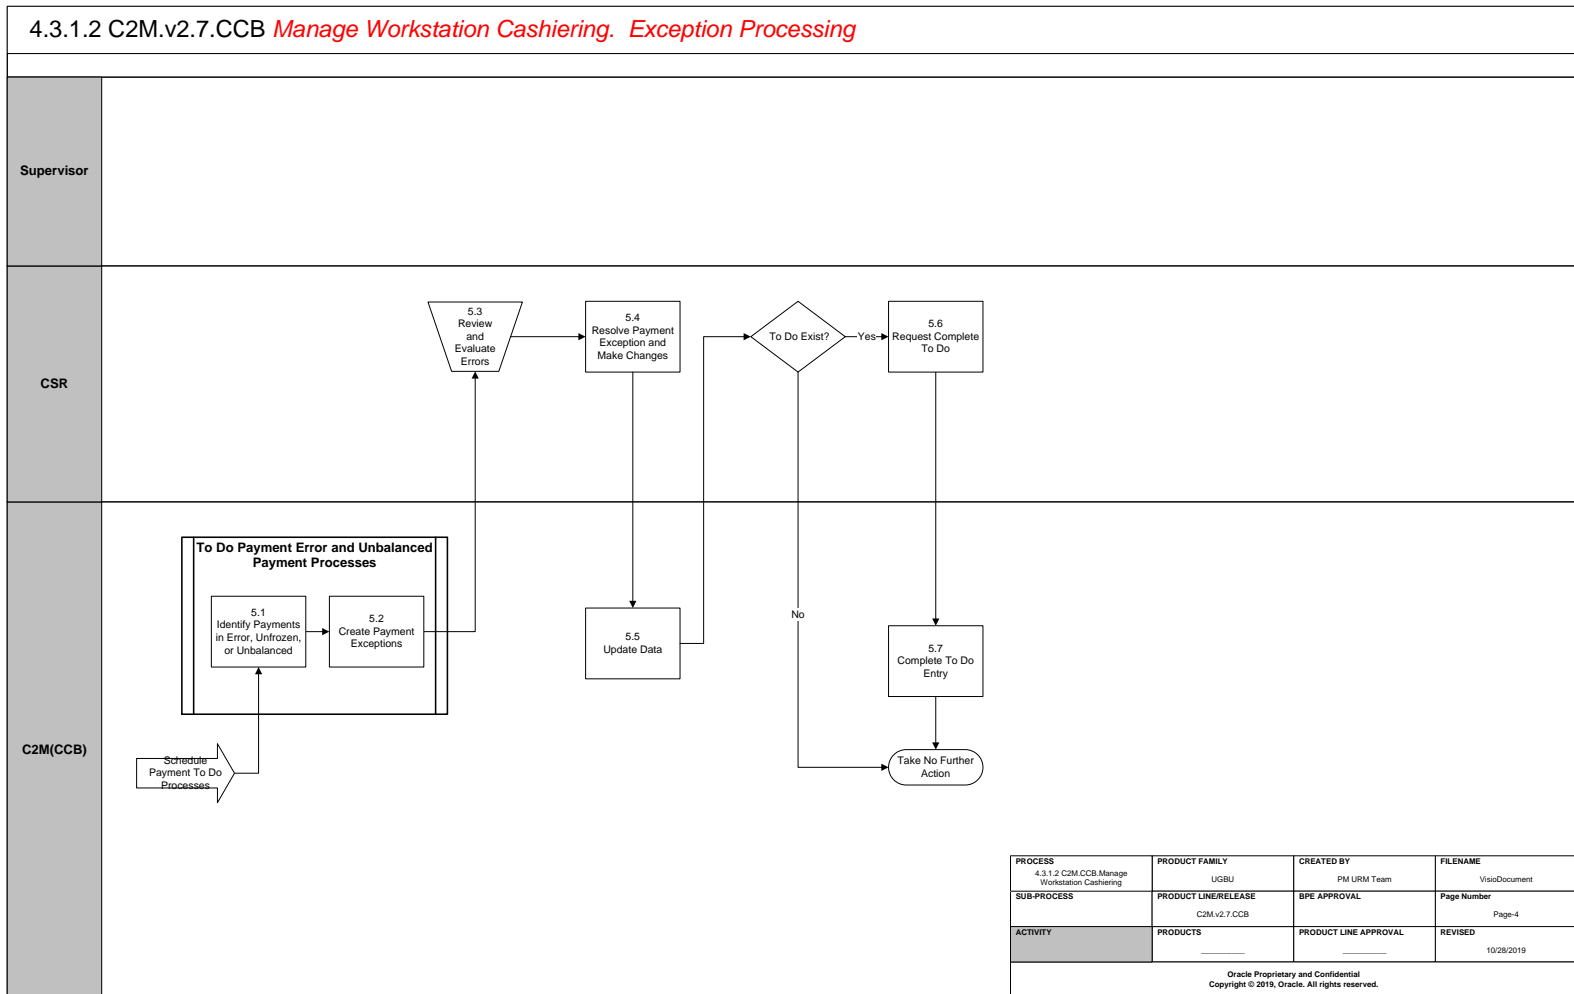 4.3.1.2 C2M.v2.7.CCB Manage Workstation Cashiering.  Exception Processing
Supervisor
CSR
5.3
Review
and
Evaluate
Errors
5.4
Resolve Payment
Exception and
Make Changes
To Do Exist?
Yes
5.6
Request Complete
To Do
No
C2M(CCB)
To Do Payment Error and Unbalanced
Payment Processes
5.1
Identify Payments
in Error, Unfrozen,
or Unbalanced
5.2
Create Payment
Exceptions
5.5
Update Data
5.7
Complete To Do
Entry
Schedule
Payment To Do
Processes
Take No Further
Action
PROCESS
4.3.1.2 C2M.CCB.Manage
Workstation Cashiering
PRODUCT FAMILY
UGBU
CREATED BY
PM URM Team
FILENAME
VisioDocument
SUB-PROCESS
PRODUCT LINE/RELEASE
C2M.v2.7.CCB
BPE APPROVAL
Page Number
Page-4
ACTIVITY
PRODUCTS
PRODUCT LINE APPROVAL
REVISED
10/28/2019
Oracle Proprietary and Confidential
Copyright © 2019, Oracle. All rights reserved.